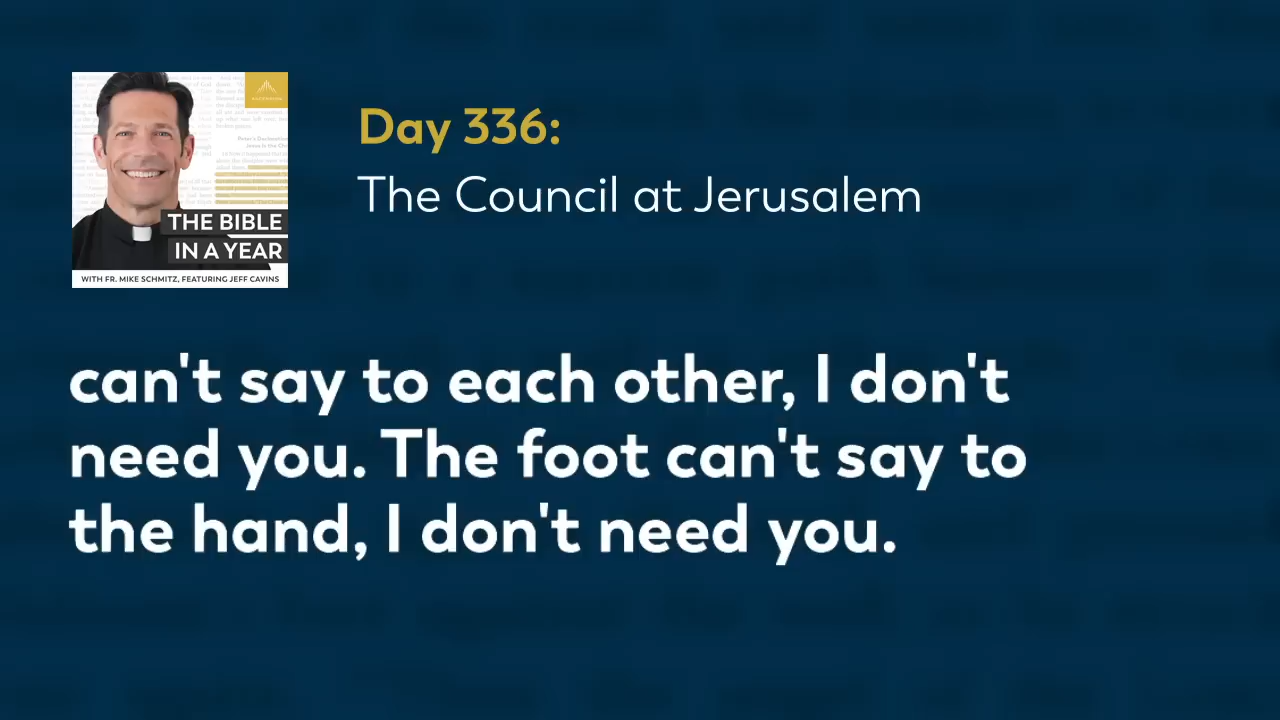 Day 336:
The Council at Jerusalem
ASCENSION
THE BIBLE
IN A YEAR
WITH FR. MIKE SCHMITZ, FEATURING JEFF CAVINS
can't say to each other, I don't
need you. The foot can't say to
the hand, I don't need you.